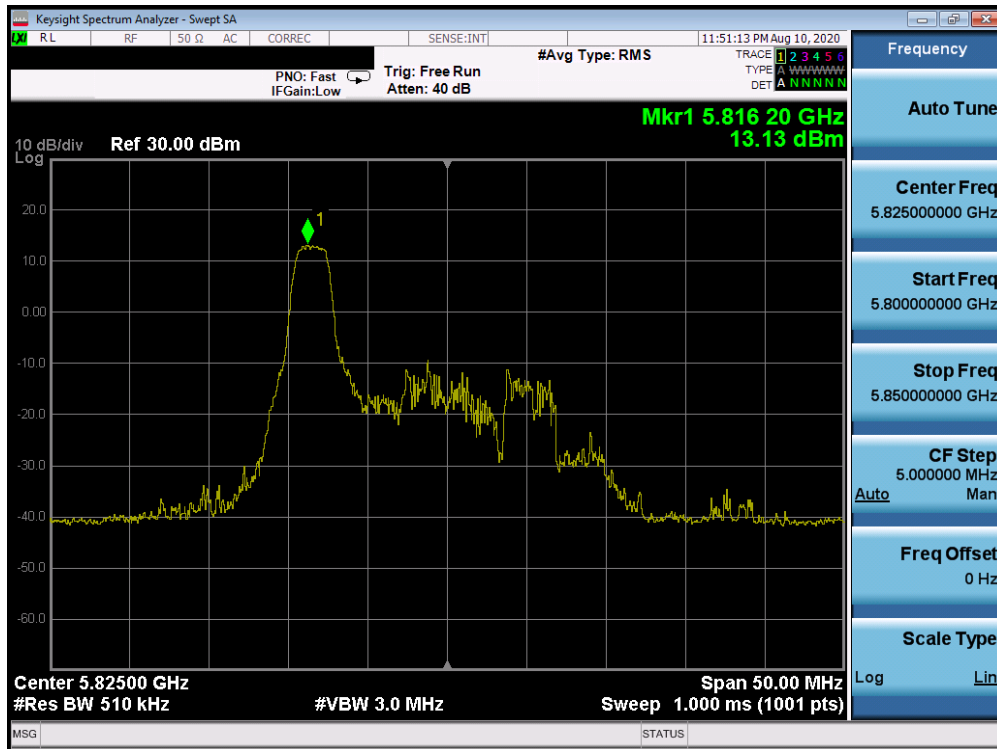 Keysight Spectrum Analyzer - Swept SA
LXI RL RF 50 Ω AC CORREC SENSE:INT 11:51:13 PM Aug 10, 2020
#Avg Type: RMS
TRACE 1 2 3 4 5 6
TYPE A WWWWW
DET A N N N N N
PNO: Fast
IFGain:Low
Trig: Free Run
Atten: 40 dB
Mkr1 5.816 20 GHz
13.13 dBm
10 dB/div
Log
Ref 30.00 dBm
1
20.0
10.0
0.00
-10.0
-20.0
-30.0
-40.0
-50.0
-60.0
Center 5.82500 GHz
Span 50.00 MHz
#Res BW 510 kHz
#VBW 3.0 MHz
Sweep 1.000 ms (1001 pts)
MSG
STATUS
Frequency
Auto Tune
Center Freq
5.825000000 GHz
Start Freq
5.800000000 GHz
Stop Freq
5.850000000 GHz
CF Step
5.000000 MHz
Auto Man
Freq Offset
0 Hz
Scale Type
Log Lin